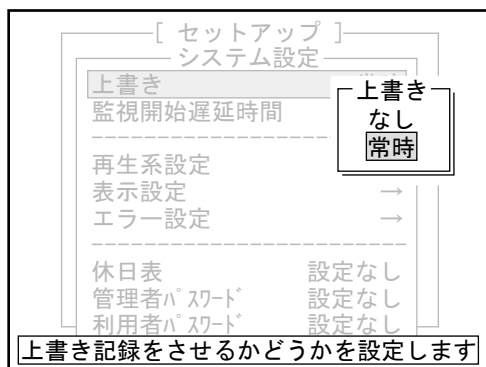 [ セットアップ ]
システム設定
上書き
監視開始遅延時間
再生系設定
表示設定 →
エラー設定 →
休日表 設定なし
管理者ﾊﾟｽﾜｰﾄﾞ 設定なし
利用者ﾊﾟｽﾜｰﾄﾞ 設定なし
上書き
なし
常時
上書き記録をさせるかどうかを設定します